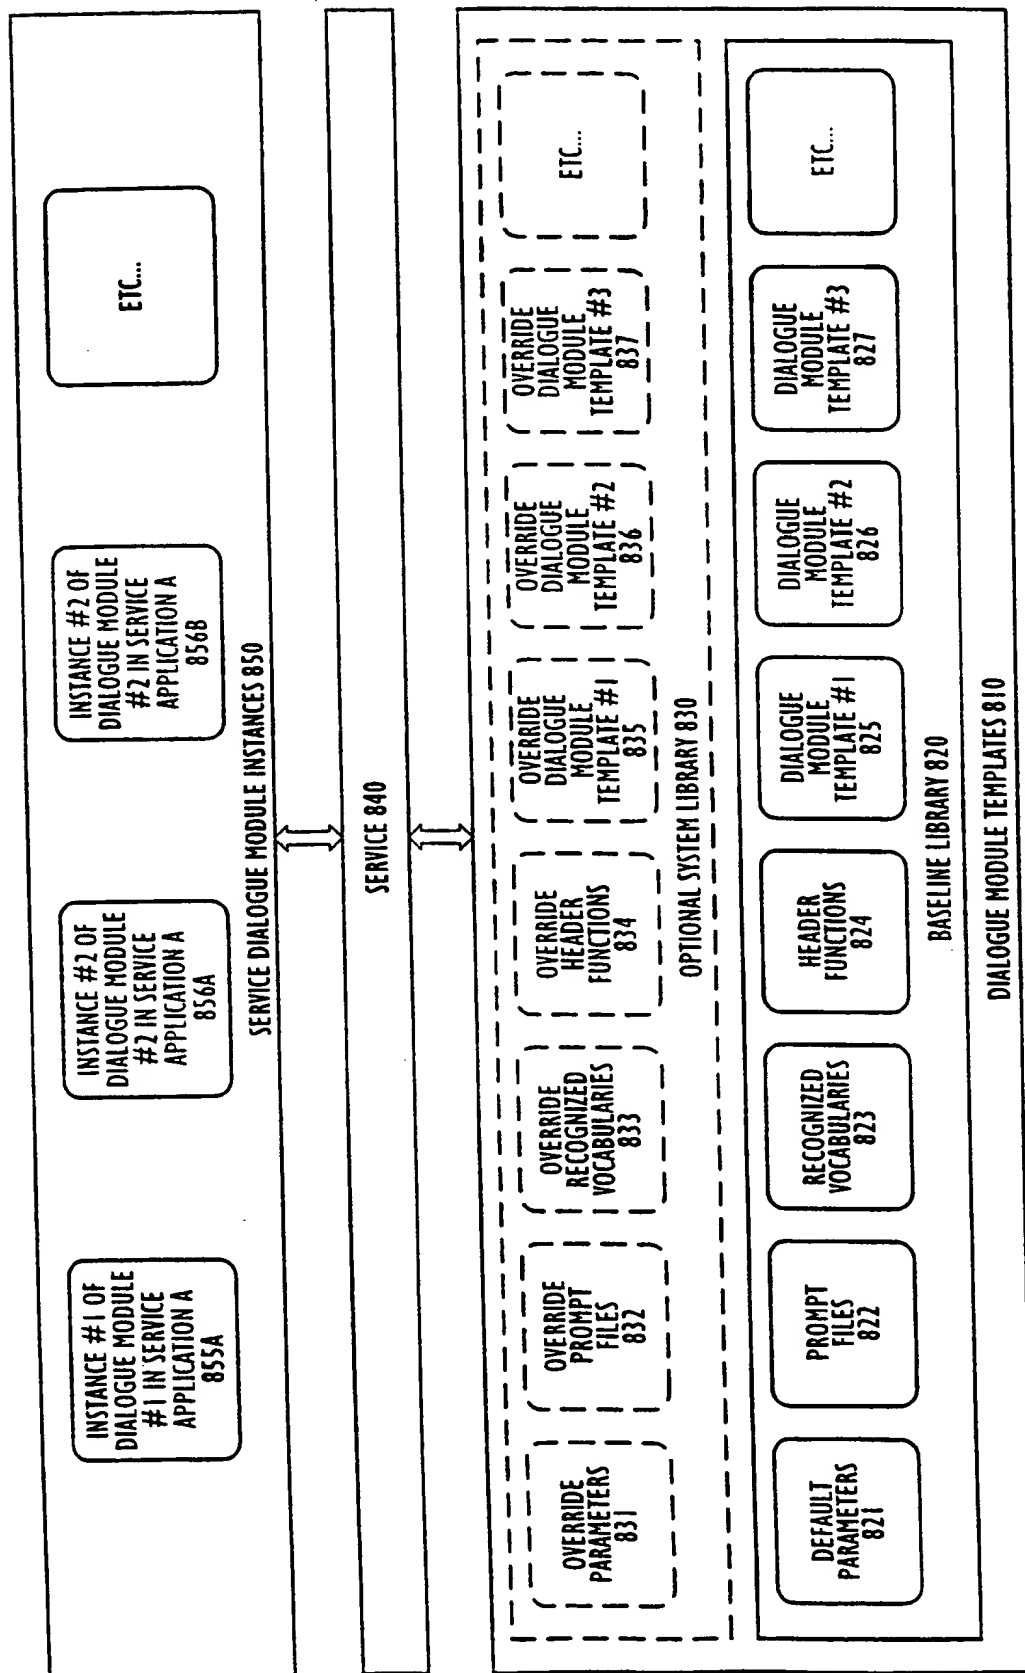 INSTANCE #1 OF
DIALOGUE MODULE
#1 IN SERVICE
APPLICATION A
855A
INSTANCE #2 OF
DIALOGUE MODULE
#2 IN SERVICE
APPLICATION A
856A
INSTANCE #2 OF
DIALOGUE MODULE
#2 IN SERVICE
APPLICATION A
856B
ETC...
SERVICE DIALOGUE MODULE INSTANCES 850
SERVICE 840
OVERRIDE
PARAMETERS
831
OVERRIDE
PROMPT
FILES
832
OVERRIDE
RECOGNIZED
VOCABULARIES
833
OVERRIDE
HEADER
FUNCTIONS
834
OVERRIDE
DIALOGUE
MODULE
TEMPLATE #1
835
OVERRIDE
DIALOGUE
MODULE
TEMPLATE #2
836
OVERRIDE
DIALOGUE
MODULE
TEMPLATE #3
837
ETC...
OPTIONAL SYSTEM LIBRARY 830
DEFAULT
PARAMETERS
821
PROMPT
FILES
822
RECOGNIZED
VOCABULARIES
823
HEADER
FUNCTIONS
824
DIALOGUE
MODULE
TEMPLATE #1
825
DIALOGUE
MODULE
TEMPLATE #2
826
DIALOGUE
MODULE
TEMPLATE #3
827
ETC...
BASELINE LIBRARY 820
DIALOGUE MODULE TEMPLATES 810